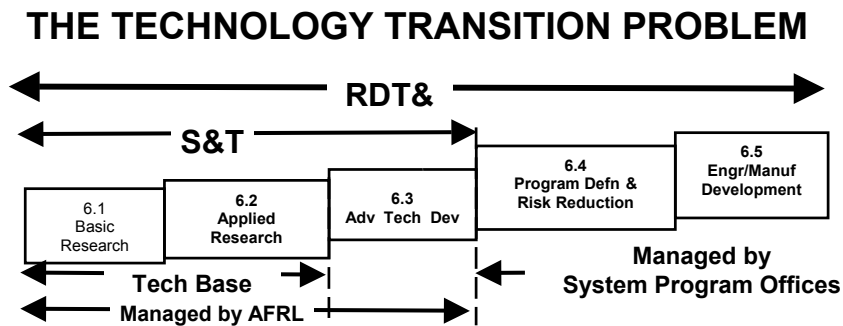 THE TECHNOLOGY TRANSITION PROBLEM
RDT&
S&T
6.1
Basic
Research
6.2
Applied
Research
6.3
Adv Tech Dev
6.4
Program Defn &
Risk Reduction
6.5
Engr/Manuf
Development
Tech Base
Managed by AFRL
Managed by
System Program Offices